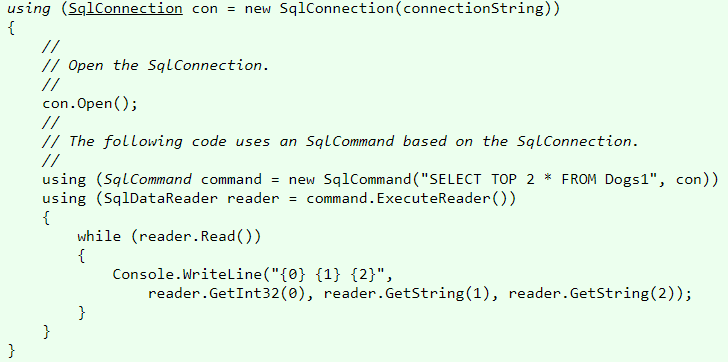 using (SqlConnection con = new SqlConnection(connectionString))
{
    //
    // Open the SqlConnection.
    //
    con.Open();
    //
    // The following code uses an SqlCommand based on the SqlConnection.
    //
    using (SqlCommand command = new SqlCommand("SELECT TOP 2 * FROM Dogs1", con))
    using (SqlDataReader reader = command.ExecuteReader())
    {
        while (reader.Read())
        {
            Console.WriteLine("{0} {1} {2}",
                reader.GetInt32(0), reader.GetString(1), reader.GetString(2));
        }
    }
}